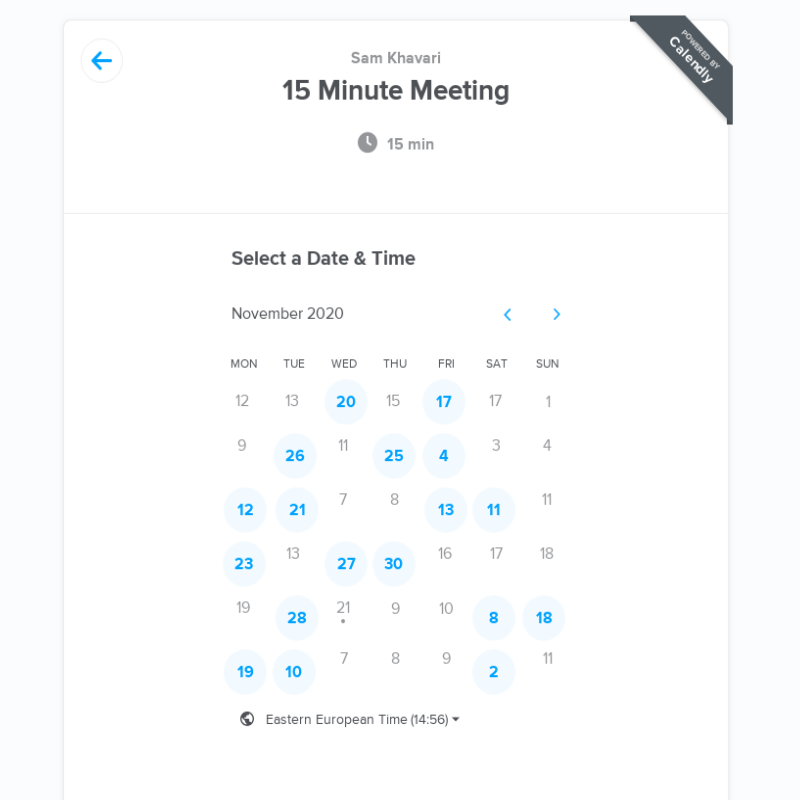 POWERED BY
Calendly
Sam Khavari
15 Minute Meeting
15 min
Select a Date & Time
November 2020
MON TUE WED THU FRI SAT SUN
12 13 20 15 17 17 1
9 26 11 25 4 3 4
12 21 7 8 13 11 11
23 13 27 30 16 17 18
19 28 21 9 10 8 18
19 10 7 8 9 2 11
Eastern European Time (14:56)